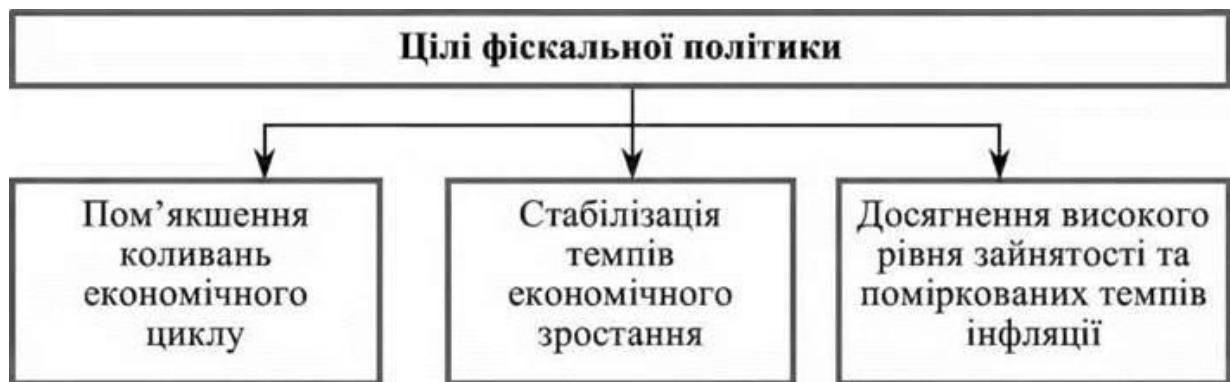 Цілі фіскальної політики
Пом’якшення
коливань
економічного
циклу
Стабілізація
темпів
економічного
зростання
Досягнення високого
рівня зайнятості та
поміркованих темпів
інфляції